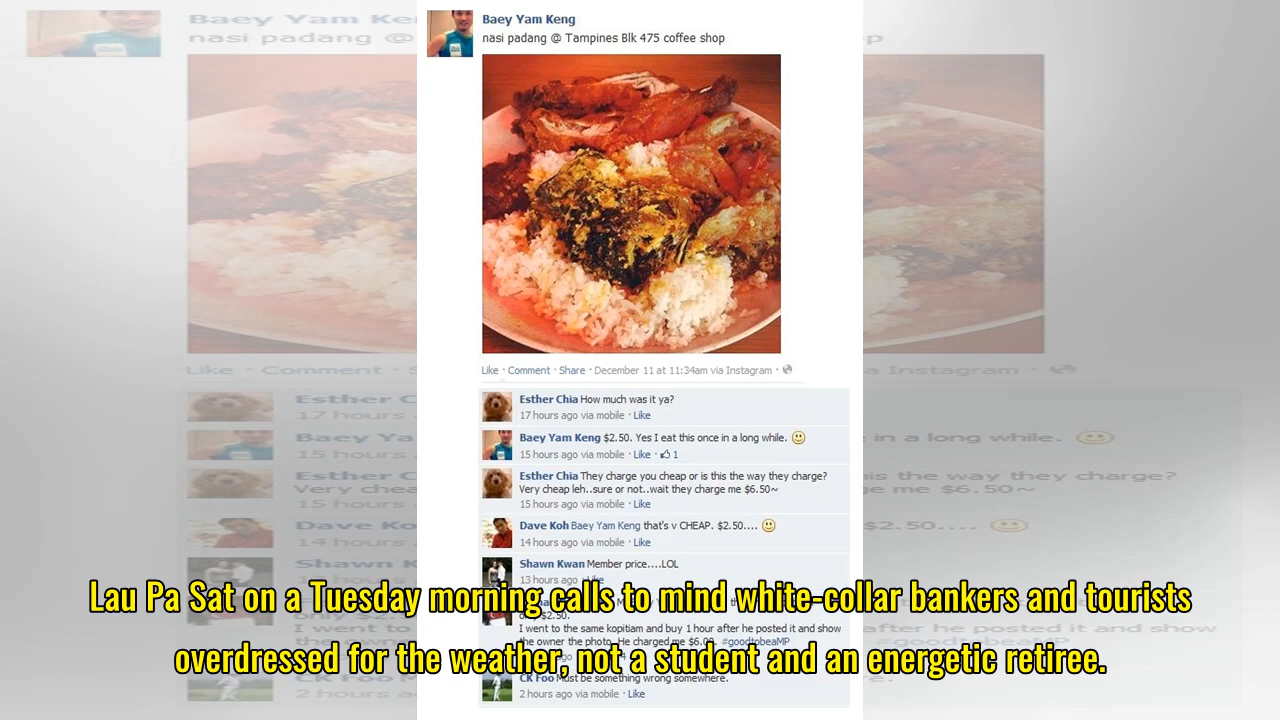 Baey Yam Keng
nasi padang @ Tampines Blk 475 coffee shop
Like · Comment · Share · December 11 at 11:34am via Instagram ·
Esther Chia How much was it ya?
17 hours ago via mobile · Like
Baey Yam Keng $2.50. Yes I eat this once in a long while.
15 hours ago via mobile · Like · 1
Esther Chia They charge you cheap or is this the way they charge?
Very cheap leh..sure or not..wait they charge me $6.50~
15 hours ago via mobile · Like
Dave Koh Baey Yam Keng that's v CHEAP. $2.50....
14 hours ago via mobile · Like
Shawn Kwan Member price....LOL
13 hours ago · Like
$2.50.
I went to the same kopitiam and buy 1 hour after he posted it and show
the owner the photo. He charged me $6.00. #goodtobeaMP
CK Foo Must be something wrong somewhere.
2 hours ago via mobile · Like
Lau Pa Sat on a Tuesday morning calls to mind white-collar bankers and tourists
overdressed for the weather, not a student and an energetic retiree.